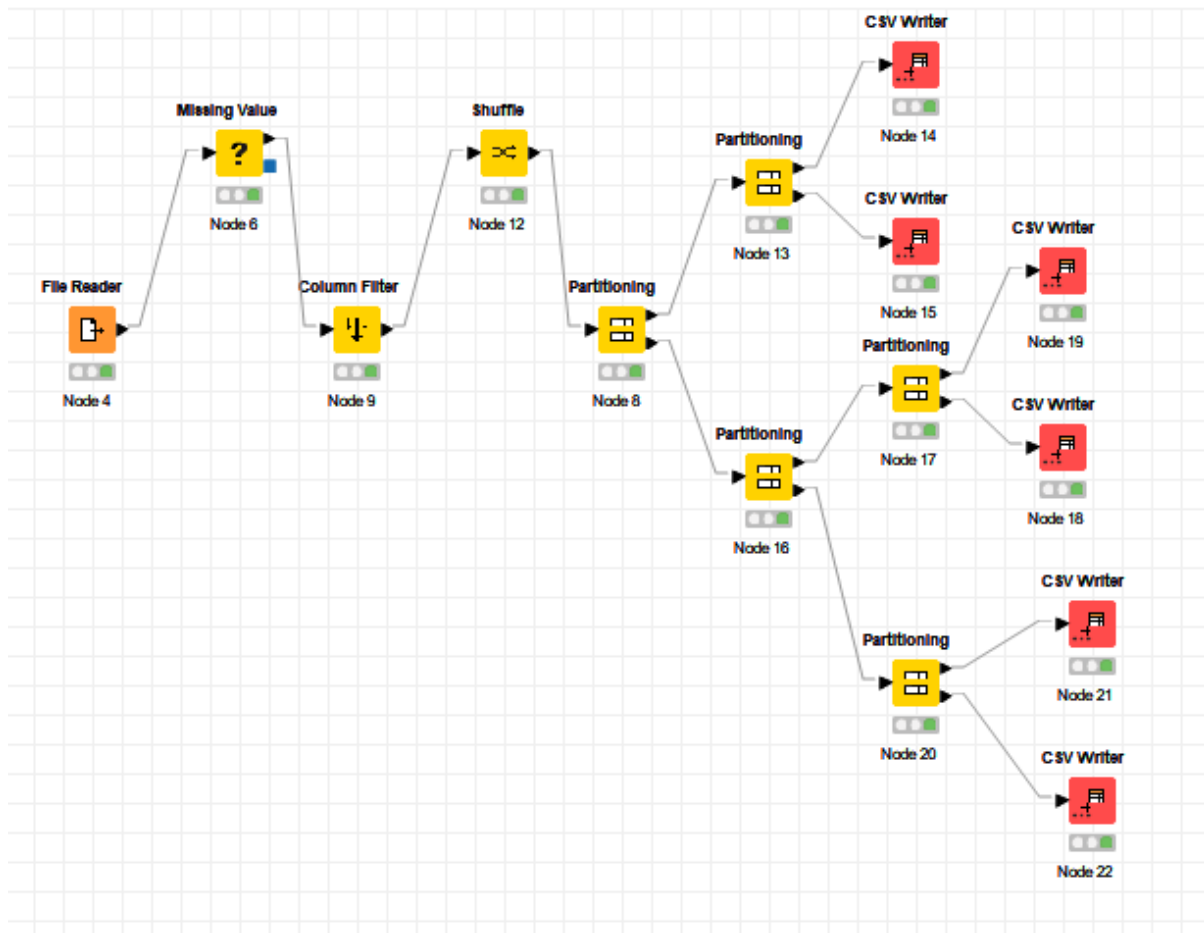 CSV Writer
Node 14
Missing Value
?
Node 6
Shuffle
Node 12
Partitioning
Node 13
CSV Writer
Node 15
CSV Writer
Node 19
File Reader
Node 4
Column Filter
Node 9
Partitioning
Node 8
Partitioning
Node 17
CSV Writer
Node 18
Partitioning
Node 16
CSV Writer
Node 21
Partitioning
Node 20
CSV Writer
Node 22